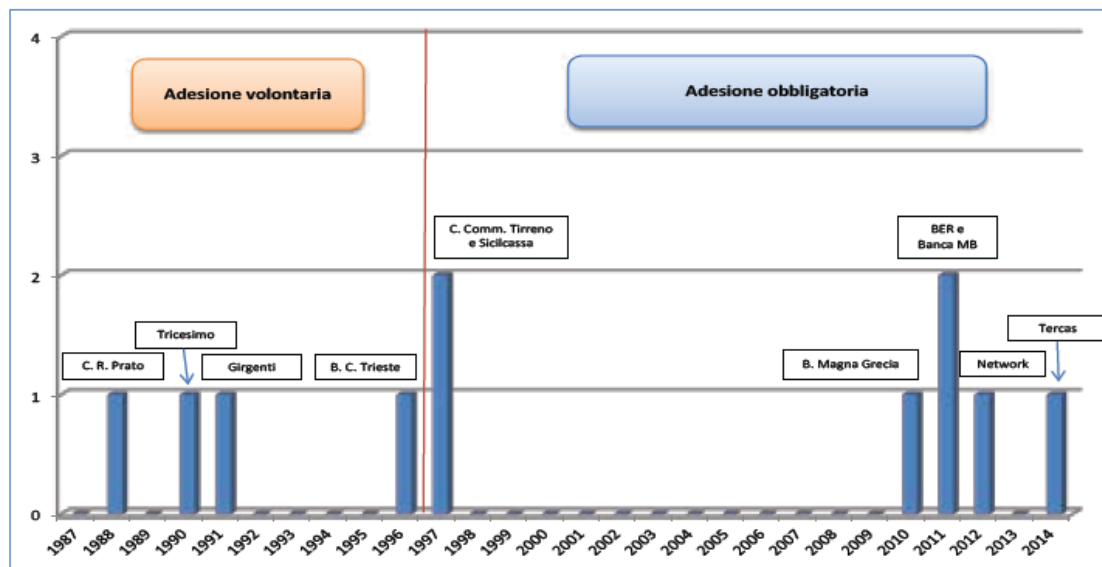 4
Adesione volontaria
Adesione obbligatoria
3
C. Comm. Tirreno
e Sicilcassa
BER e
Banca MB
2
Tricesimo
Tercas
C. R. Prato
Girgenti
B. C. Trieste
B. Magna Grecia
Network
1
0
1987 1988 1989 1990 1991 1992 1993 1994 1995 1996 1997 1998 1999 2000 2001 2002 2003 2004 2005 2006 2007 2008 2009 2010 2011 2012 2013 2014